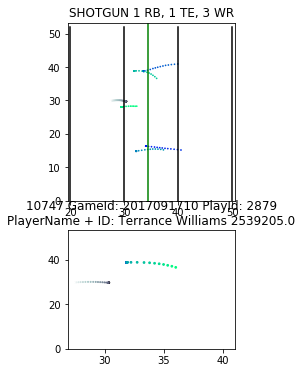 SHOTGUN 1 RB, 1 TE, 3 WR
50
40
30
20
10
0
20 30 40 50
10747 GameId: 2017091710 PlayId: 2879
PlayerName + ID: Terrance Williams 2539205.0
40
20
0
30 35 40